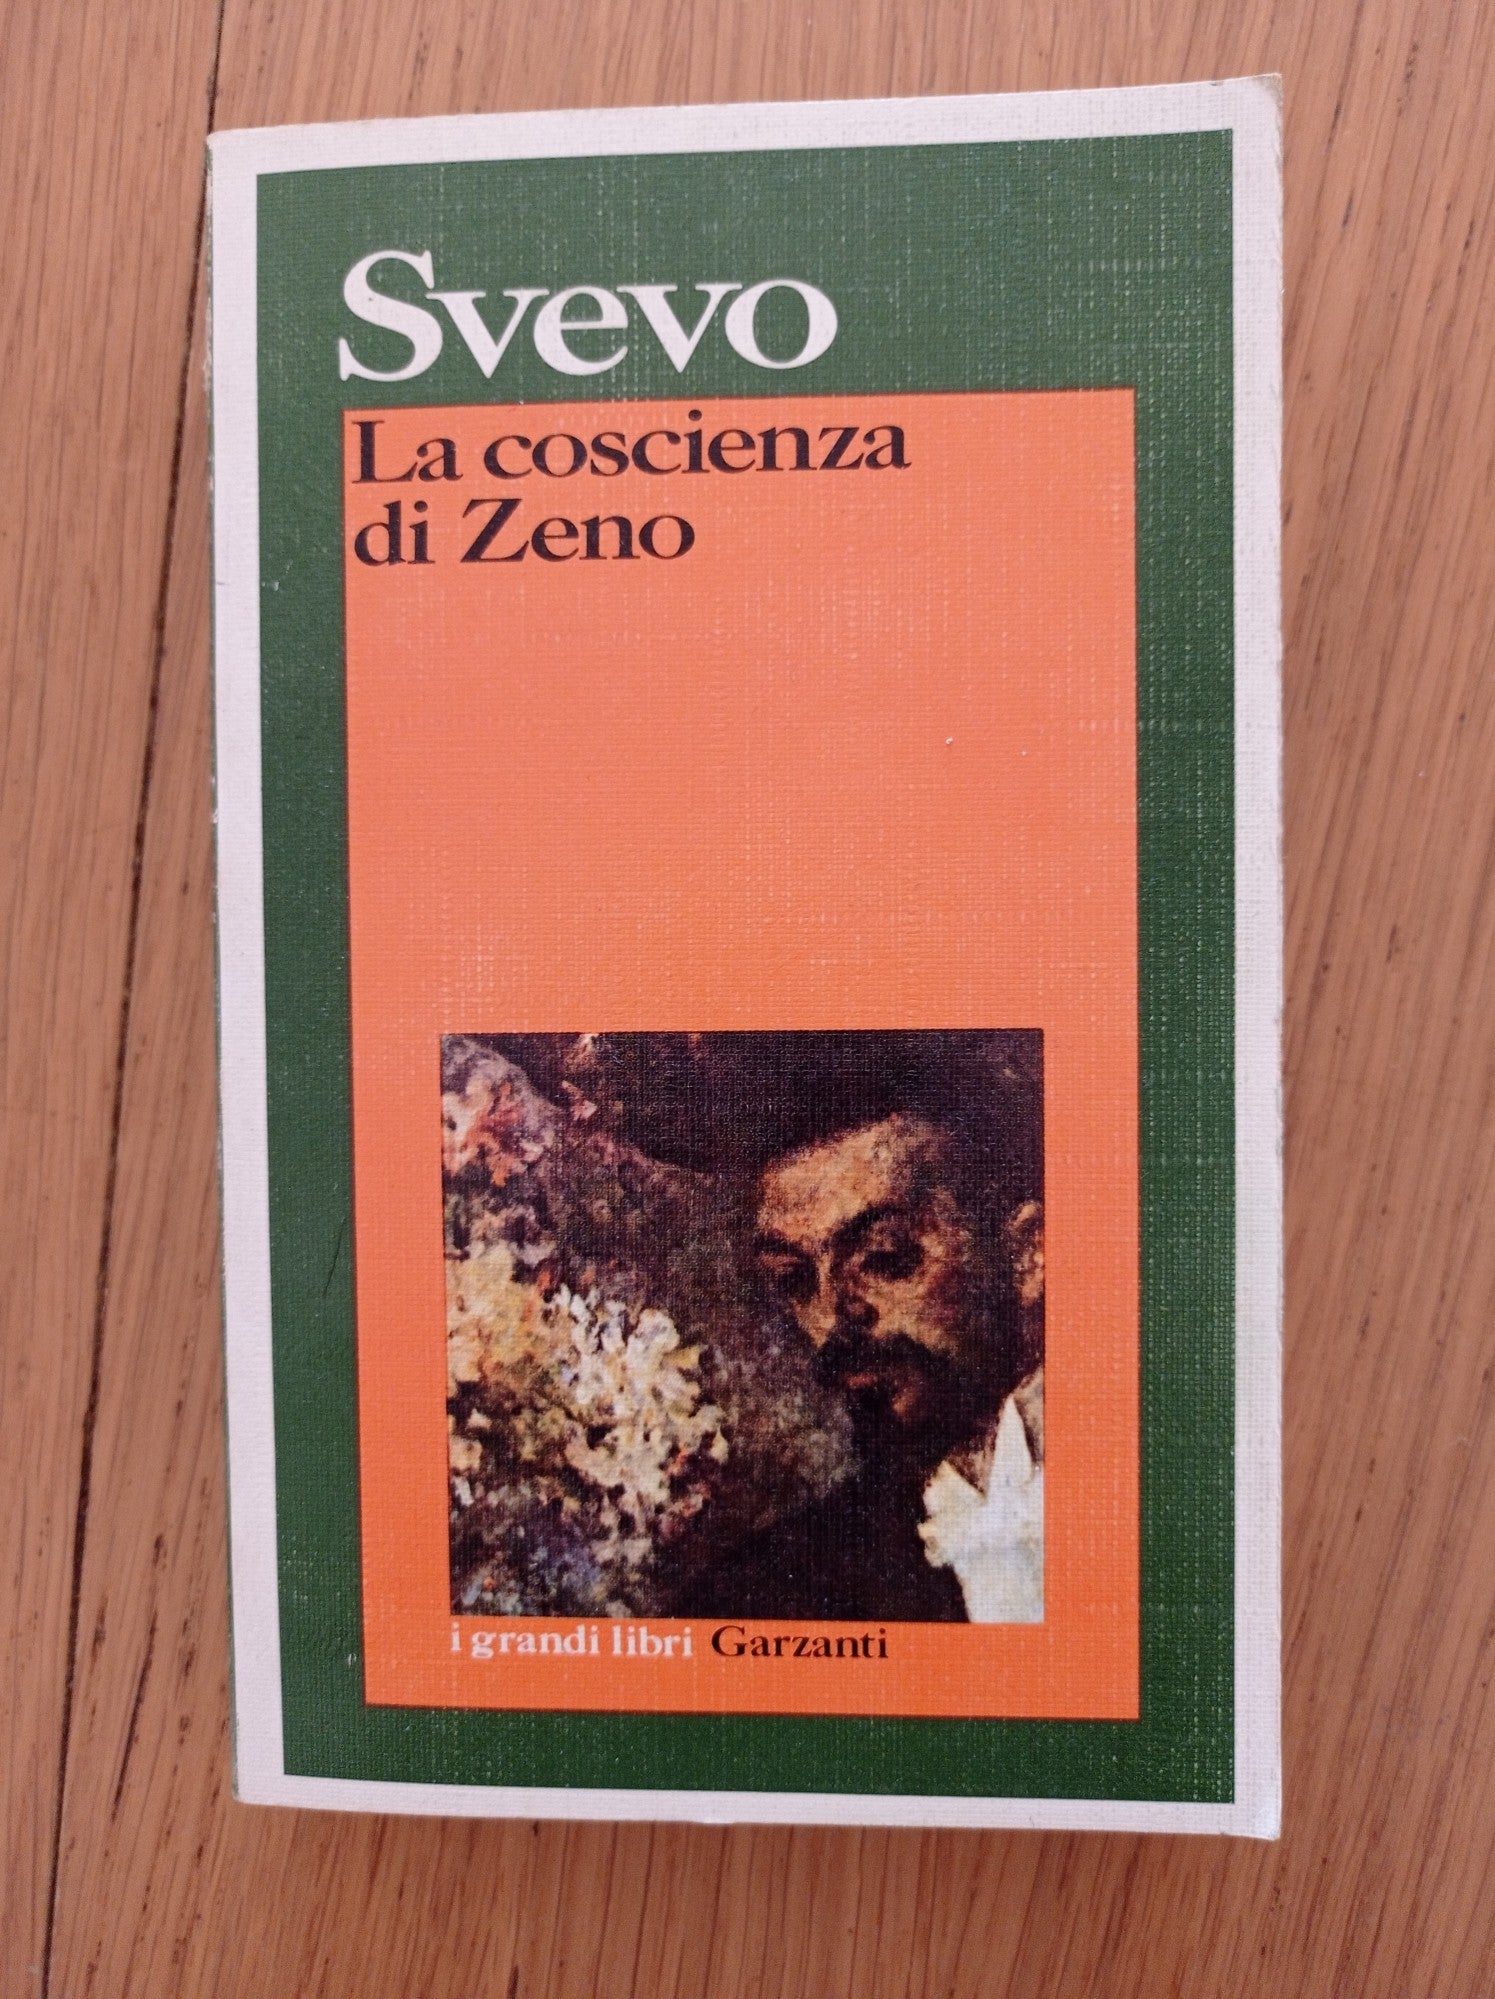 Svevo
La coscienza
di Zeno
i grandi libri Garzanti